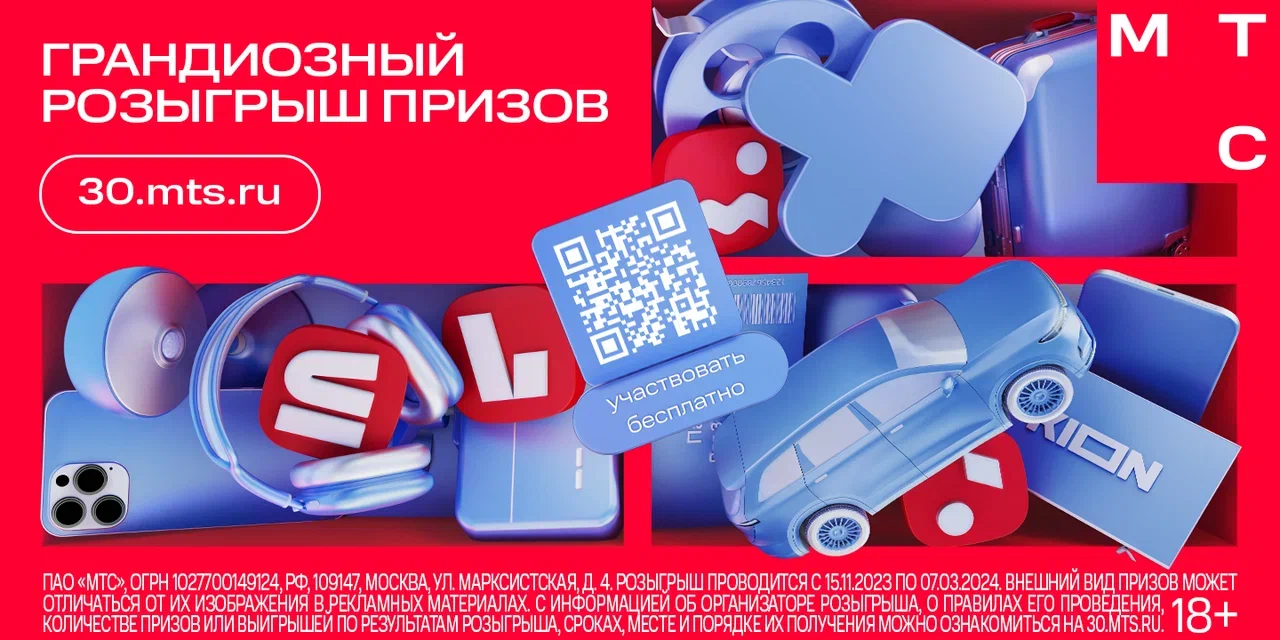 ГРАНДИОЗНЫЙ
РОЗЫГРЫШ ПРИЗОВ
30.mts.ru
М Т
С
участвовать
бесплатно
KION
ПАО «МТС», ОГРН 1027700149124, РФ, 109147, МОСКВА, УЛ. МАРКСИСТСКАЯ, Д. 4. РОЗЫГРЫШ ПРОВОДИТСЯ С 15.11.2023 ПО 07.03.2024. ВНЕШНИЙ ВИД ПРИЗОВ МОЖЕТ
ОТЛИЧАТЬСЯ ОТ ИХ ИЗОБРАЖЕНИЯ В РЕКЛАМНЫХ МАТЕРИАЛАХ. С ИНФОРМАЦИЕЙ ОБ ОРГАНИЗАТОРЕ РОЗЫГРЫША, О ПРАВИЛАХ ЕГО ПРОВЕДЕНИЯ,
КОЛИЧЕСТВЕ ПРИЗОВ ИЛИ ВЫИГРЫШЕЙ ПО РЕЗУЛЬТАТАМ РОЗЫГРЫША, СРОКАХ, МЕСТЕ И ПОРЯДКЕ ИХ ПОЛУЧЕНИЯ МОЖНО ОЗНАКОМИТЬСЯ НА 30.MTS.RU.
18+